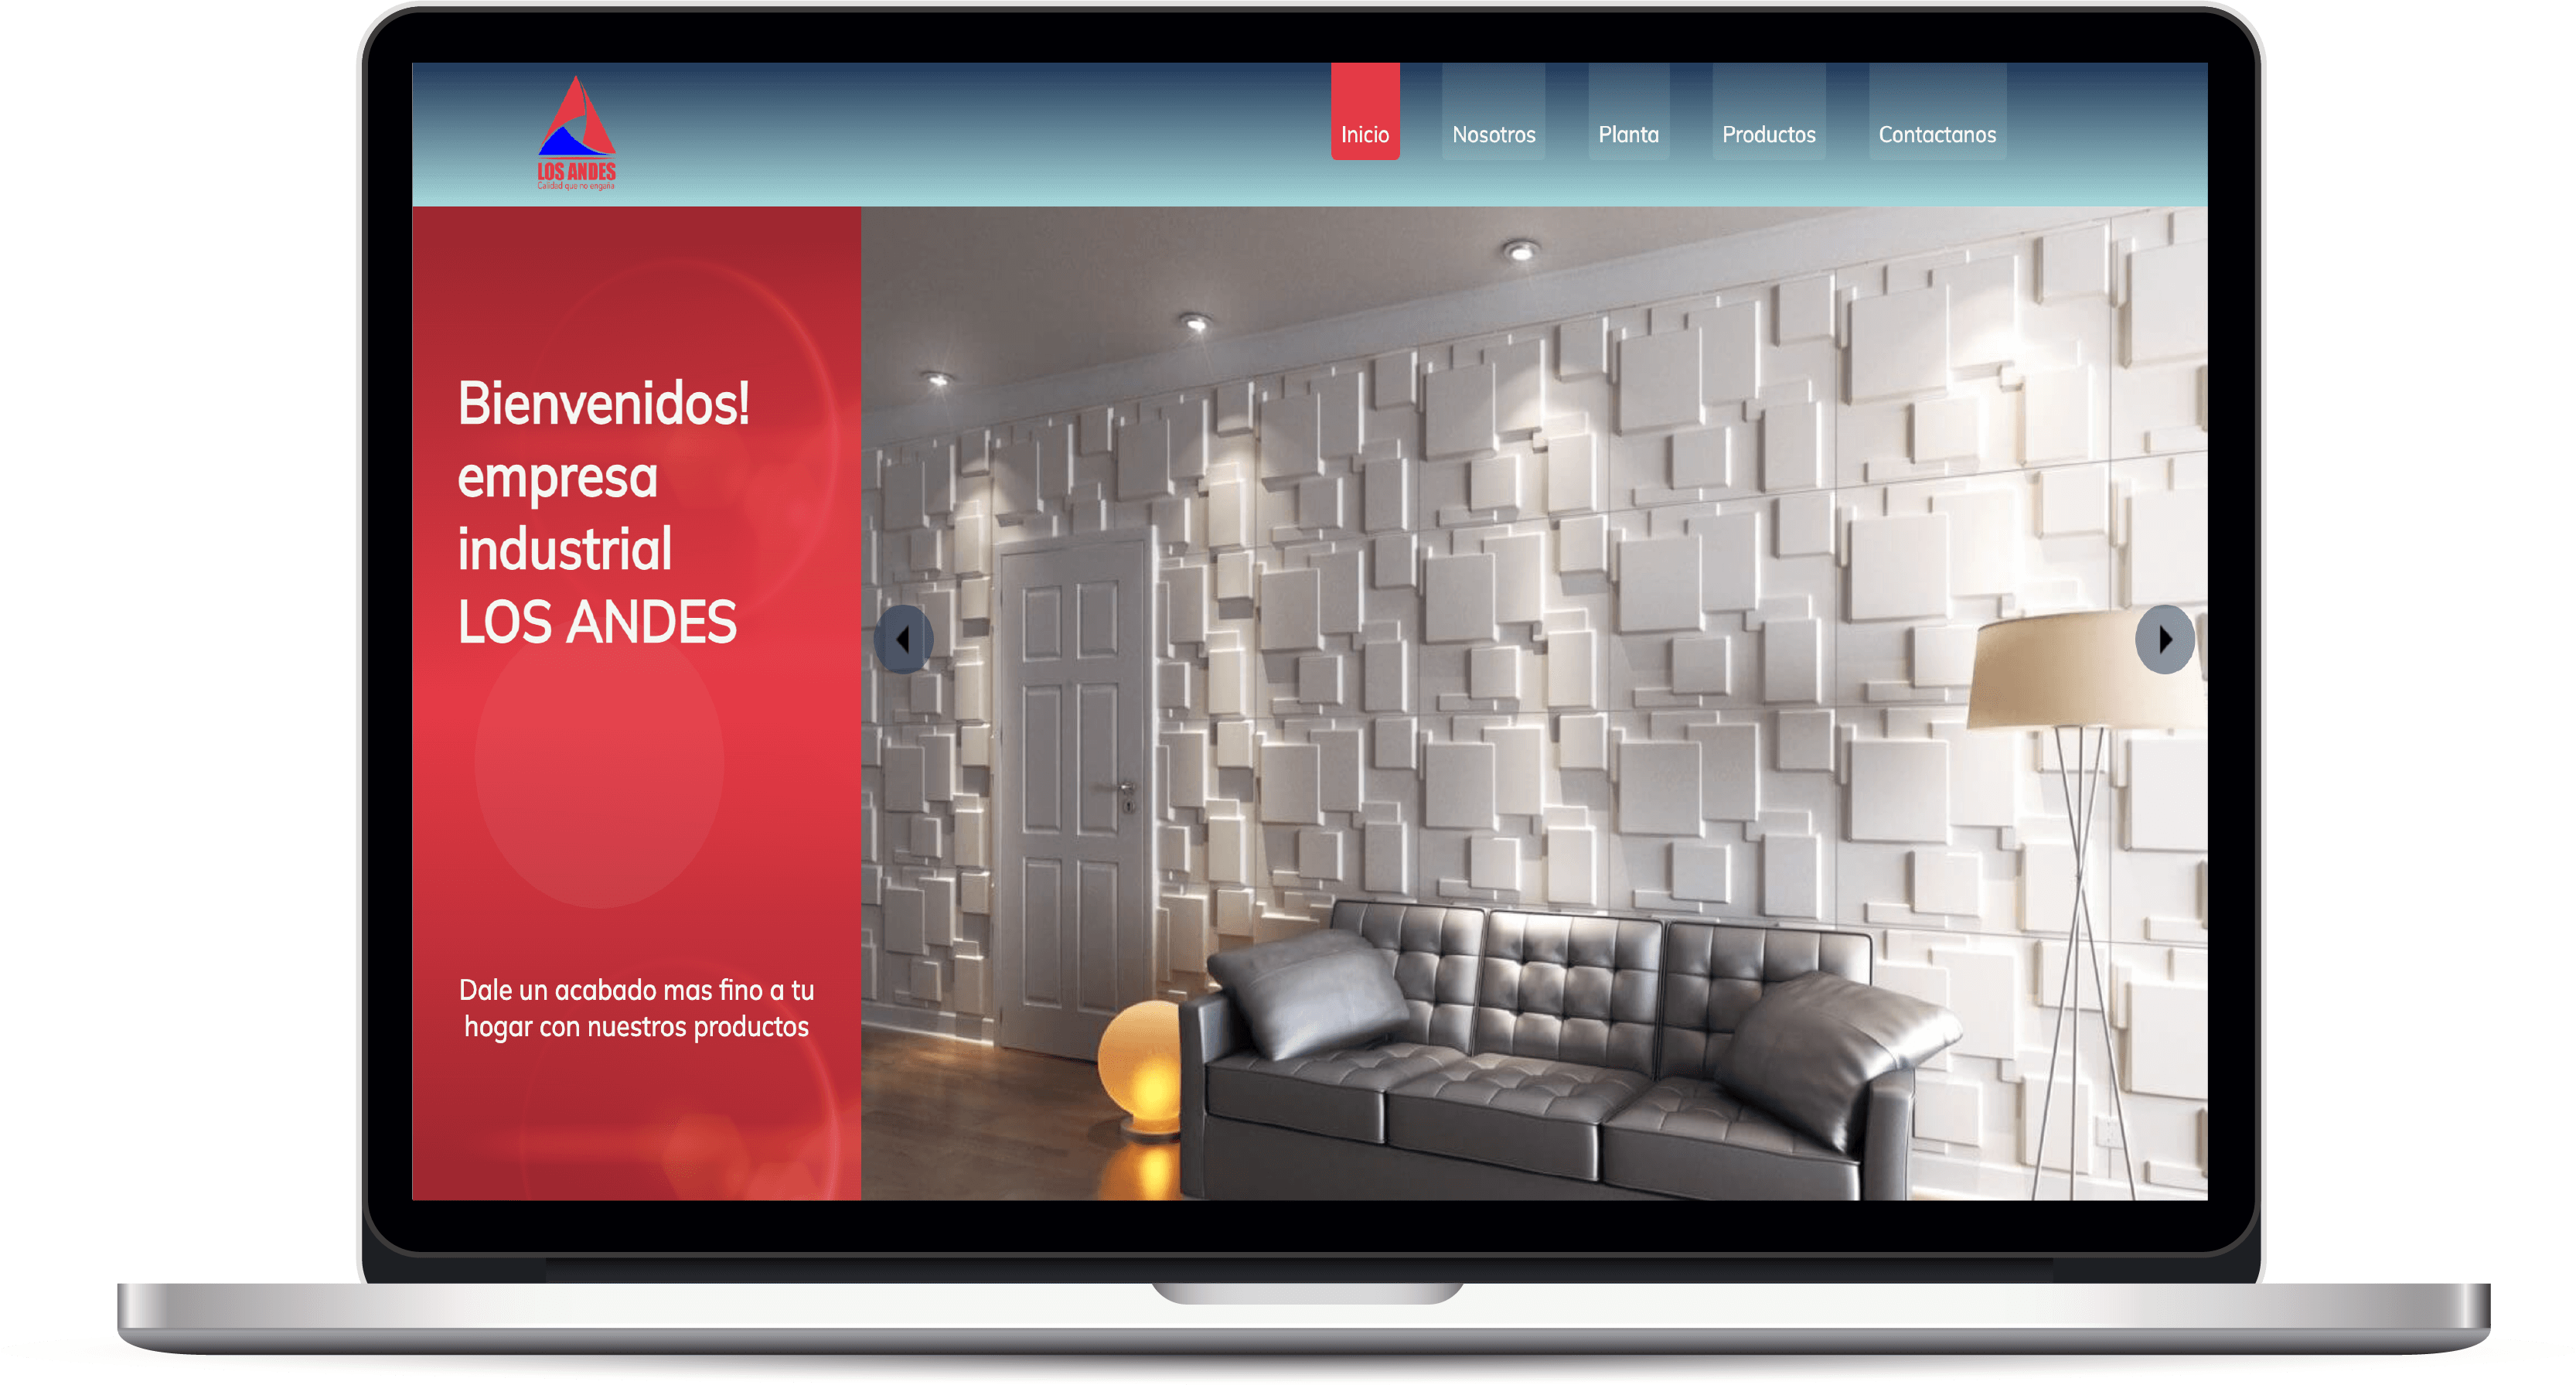 LOS ANDES
Calidad que no engaña
Inicio
Nosotros
Planta
Productos
Contactanos
Bienvenidos!
empresa
industrial
LOS ANDES
Dale un acabado mas fino a tu
hogar con nuestros productos